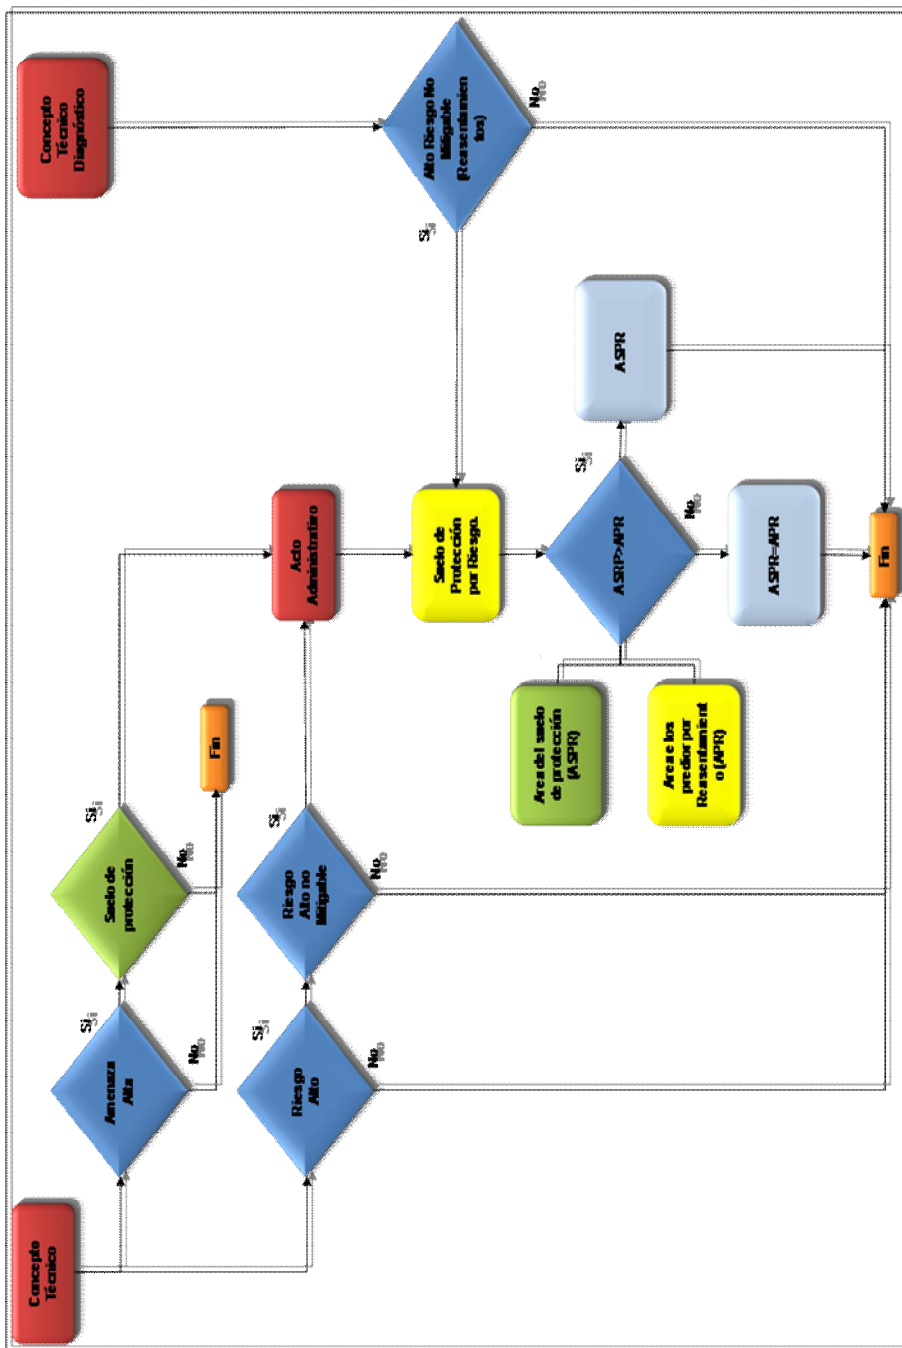 Concepto
Técnico
Amenaza
Alta
Si
No
Suelo de
protección
Si
No
Fin
Concepto
Técnico
Diagnóstico
Riesgo
Alto
Si
No
Riesgo
Alto no
Mitigable
Si
No
Acto
Administrativo
Suelo de
Protección
por Riesgo.
Alto Riesgo No
Mitigable
(Reasentamien
tos)
Si
No
Area del suelo
de protección
(ASPR)
Area e los
predios por
Reasentamient
o (APR)
ASRP>APR
Si
No
ASPR
ASPR=APR
Fin